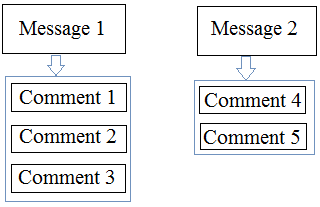 Message 1
Comment 1
Comment 2
Comment 3
Message 2
Comment 4
Comment 5